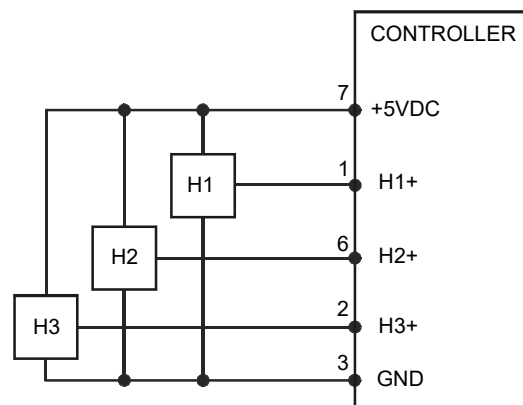 CONTROLLER
7 +5VDC
H1 1 H1+
H2 6 H2+
H3 2 H3+
3 GND